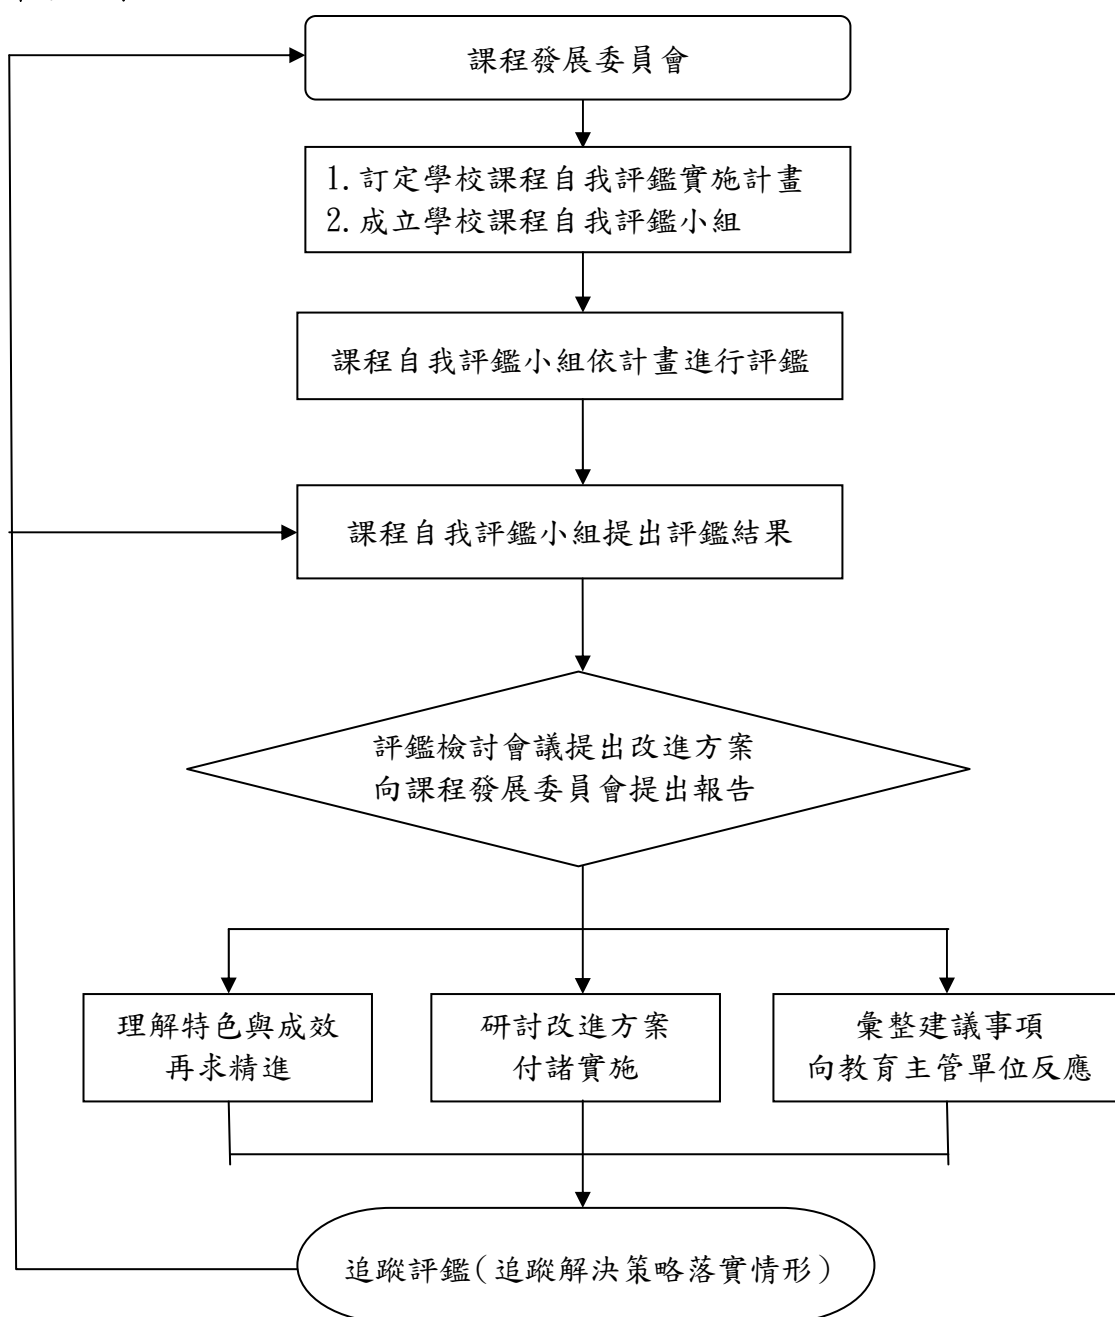 課程發展委員會
1.訂定學校課程自我評鑑實施計畫
2.成立學校課程自我評鑑小組
課程自我評鑑小組依計畫進行評鑑
課程自我評鑑小組提出評鑑結果
評鑑檢討會議提出改進方案
向課程發展委員會提出報告
理解特色與成效
再求精進
研討改進方案
付諸實施
彙整建議事項
向教育主管單位反應
追蹤評鑑(追蹤解決策略落實情形)